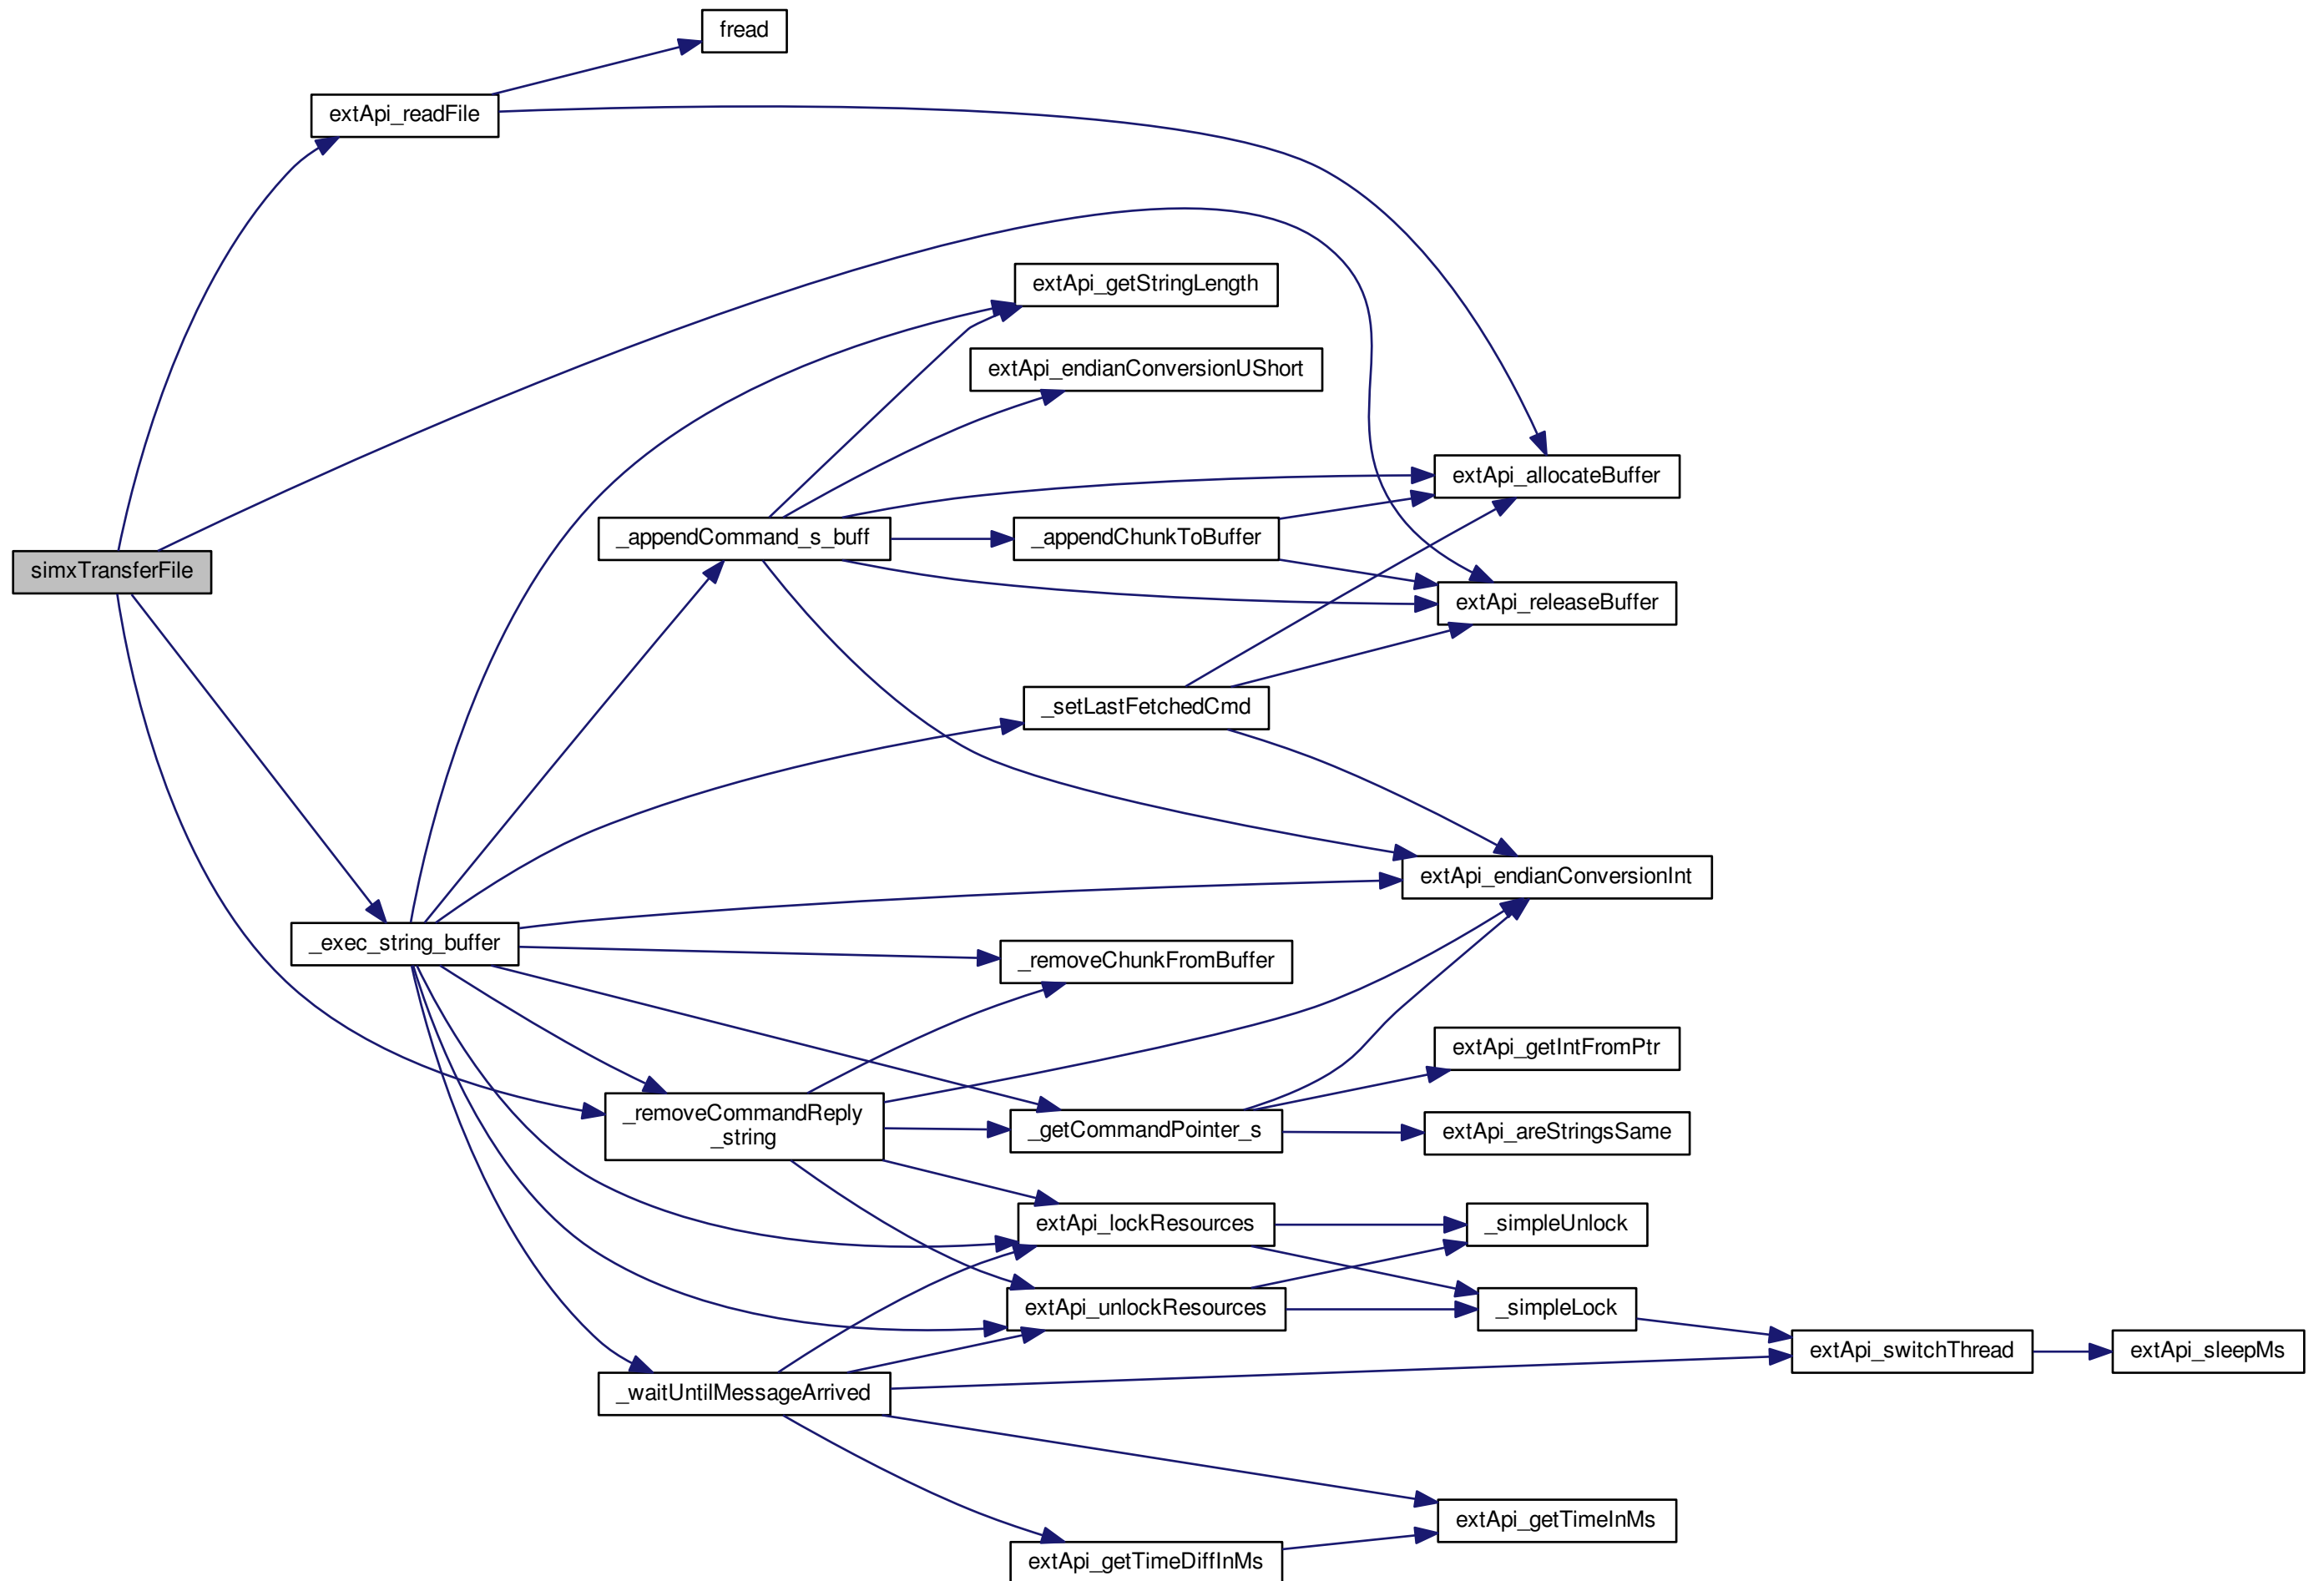 fread
extApi_readFile
extApi_getStringLength
extApi_endianConversionUShort
extApi_allocateBuffer
_appendCommand_s_buff
_appendChunkToBuffer
simxTransferFile
extApi_releaseBuffer
_setLastFetchedCmd
extApi_endianConversionInt
_exec_string_buffer
_removeChunkFromBuffer
extApi_getIntFromPtr
_removeCommandReply
_string
_getCommandPointer_s
extApi_areStringsSame
extApi_lockResources
_simpleUnlock
extApi_unlockResources
_simpleLock
extApi_switchThread
extApi_sleepMs
_waitUntilMessageArrived
extApi_getTimeInMs
extApi_getTimeDiffInMs